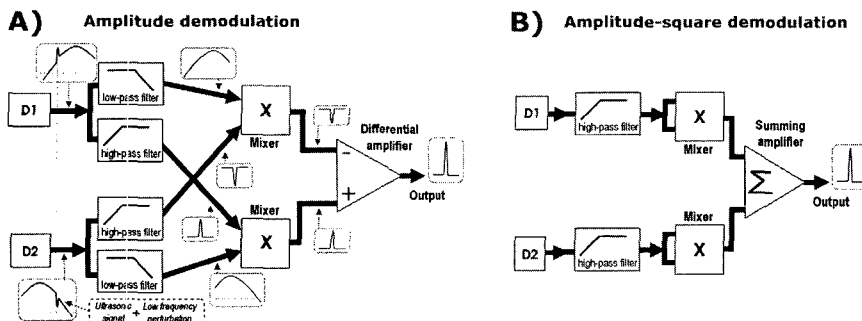 A) Amplitude demodulation
D1
low-pass filter
high-pass filter
X
Mixer
Differential
amplifier
-
+
Output
D2
high-pass filter
low-pass filter
Mixer
X
Ultrasonic
signal
+
Low frequency
perturbation
B) Amplitude-square demodulation
D1
high-pass filter
X
Mixer
Summing
amplifier
Σ
Output
D2
high-pass filter
Mixer
X